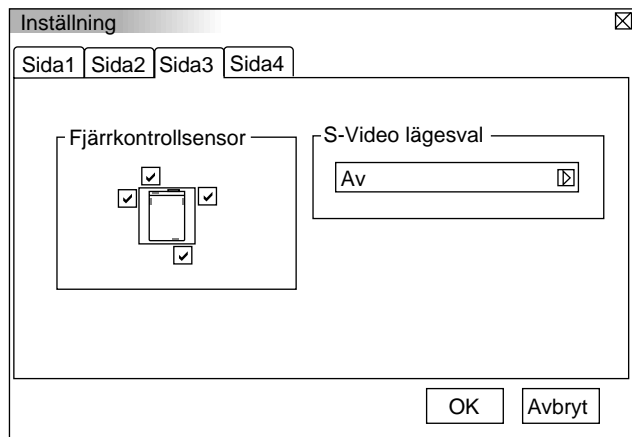 Inställning
Sida1 Sida2 Sida3 Sida4
Fjärrkontrollsensor
S-Video lägesval
Av
OK Avbryt